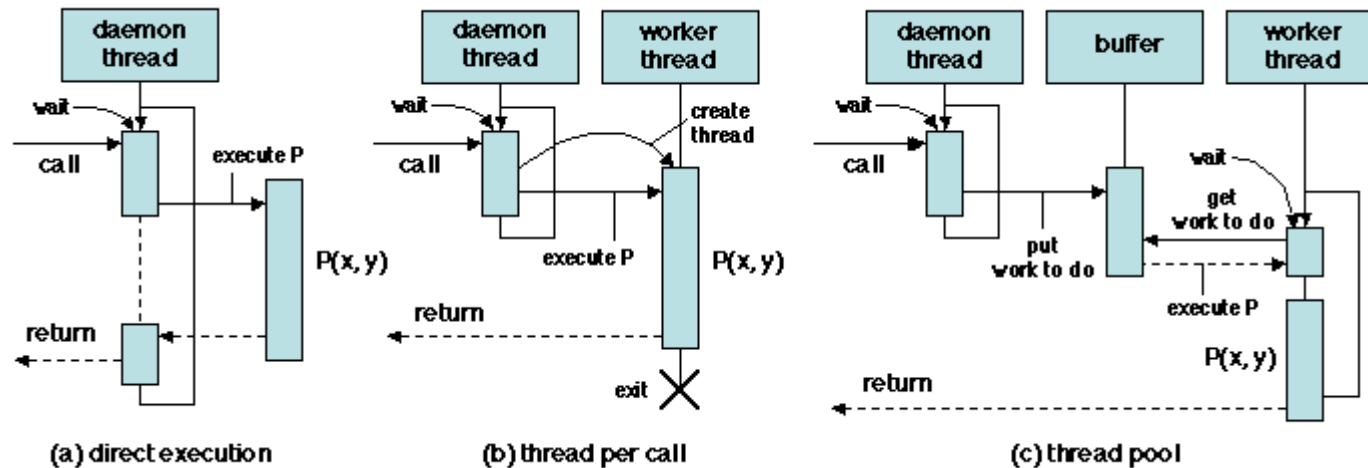 daemon
thread
wait
call
execute P
P(x, y)
return
(a) direct execution
daemon
thread
worker
thread
wait
create
thread
call
execute P
P(x, y)
return
exit
(b) thread per call
daemon
thread
buffer
worker
thread
wait
call
wait
get
work to do
put
work to do
execute P
P(x, y)
return
(c) thread pool